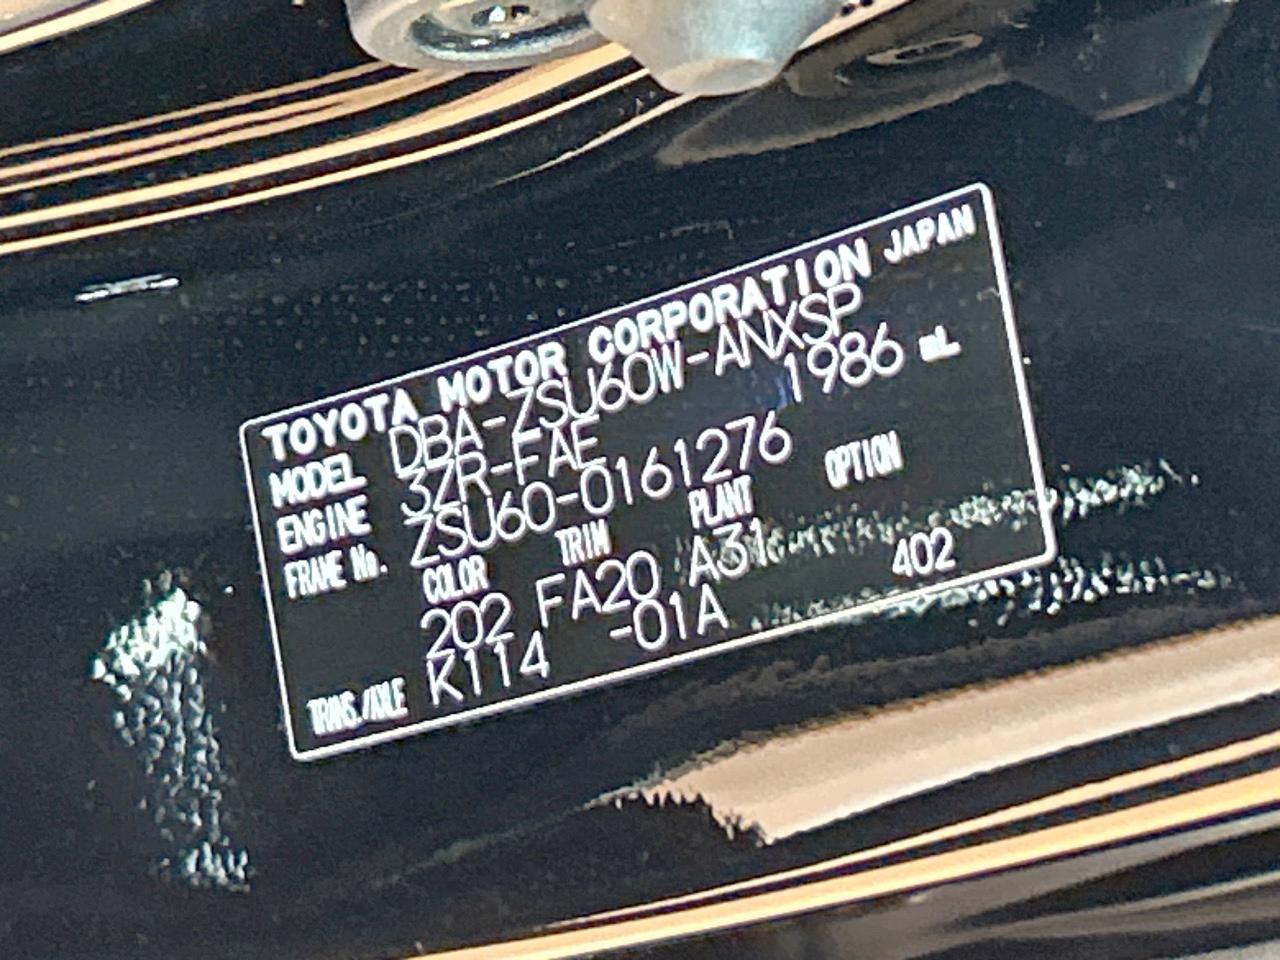 TOYOTA MOTOR CORPORATION JAPAN
MODEL DBA-ZSU60W-ANXSP
ENGINE 3ZR-FAE 1986 mL
FRAME No. ZSU60-0161276
COLOR TRIM PLANT OPTION
202 FA20 A31
TRANS./AXLE K114 -01A 402